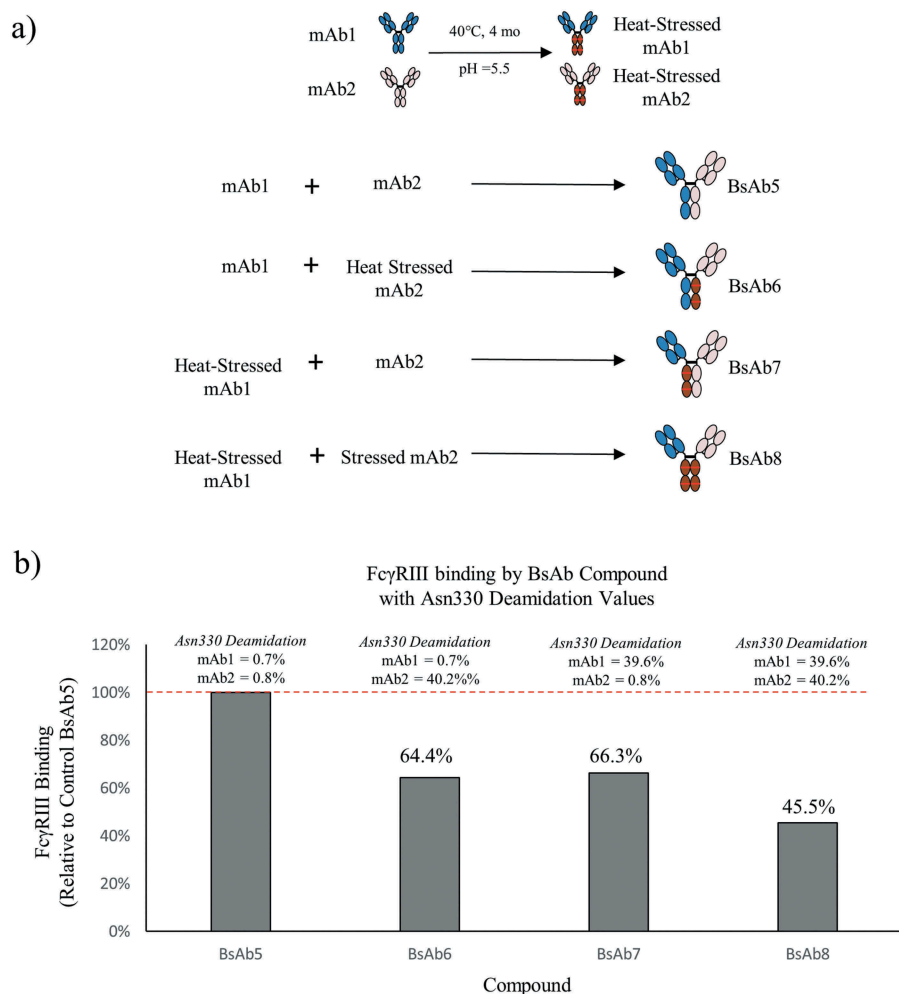 a)
mAb1
40°C, 4 mo
Heat-Stressed
mAb1
mAb2
pH =5.5
Heat-Stressed
mAb2
mAb1 + mAb2 BsAb5
mAb1 + Heat Stressed
mAb2
BsAb6
Heat-Stressed
mAb1
+ mAb2 BsAb7
Heat-Stressed
mAb1
+ Stressed mAb2 BsAb8
b)
FcγRIII binding by BsAb Compound
with Asn330 Deamidation Values
Asn330 Deamidation
mAb1 = 0.7%
mAb2 = 0.8%
Asn330 Deamidation
mAb1 = 0.7%
mAb2 = 40.2%%
Asn330 Deamidation
mAb1 = 39.6%
mAb2 = 0.8%
Asn330 Deamidation
mAb1 = 39.6%
mAb2 = 40.2%
FcγRIII Binding
(Relative to Control BsAb5)
120%
100%
80%
60%
40%
20%
0%
64.4%
66.3%
45.5%
BsAb5 BsAb6 BsAb7 BsAb8
Compound